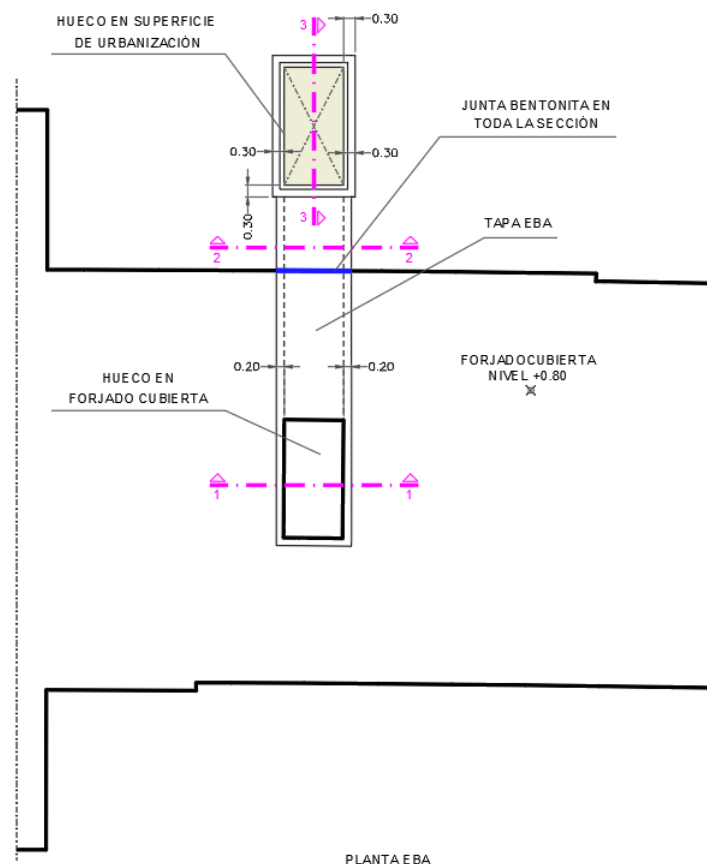 HUECO EN SUPERFICIE
DE URBANIZACIÓN
3
0.30
JUNTA BENTONITA EN
TODA LA SECCIÓN
0.30
0.30
0.30
3
TAPA EBA
2
2
0.20
0.20
HUECO EN
FORJADO CUBIERTA
FORJADO CUBIERTA
NIVEL +0.80
1
1
PLANTA EBA